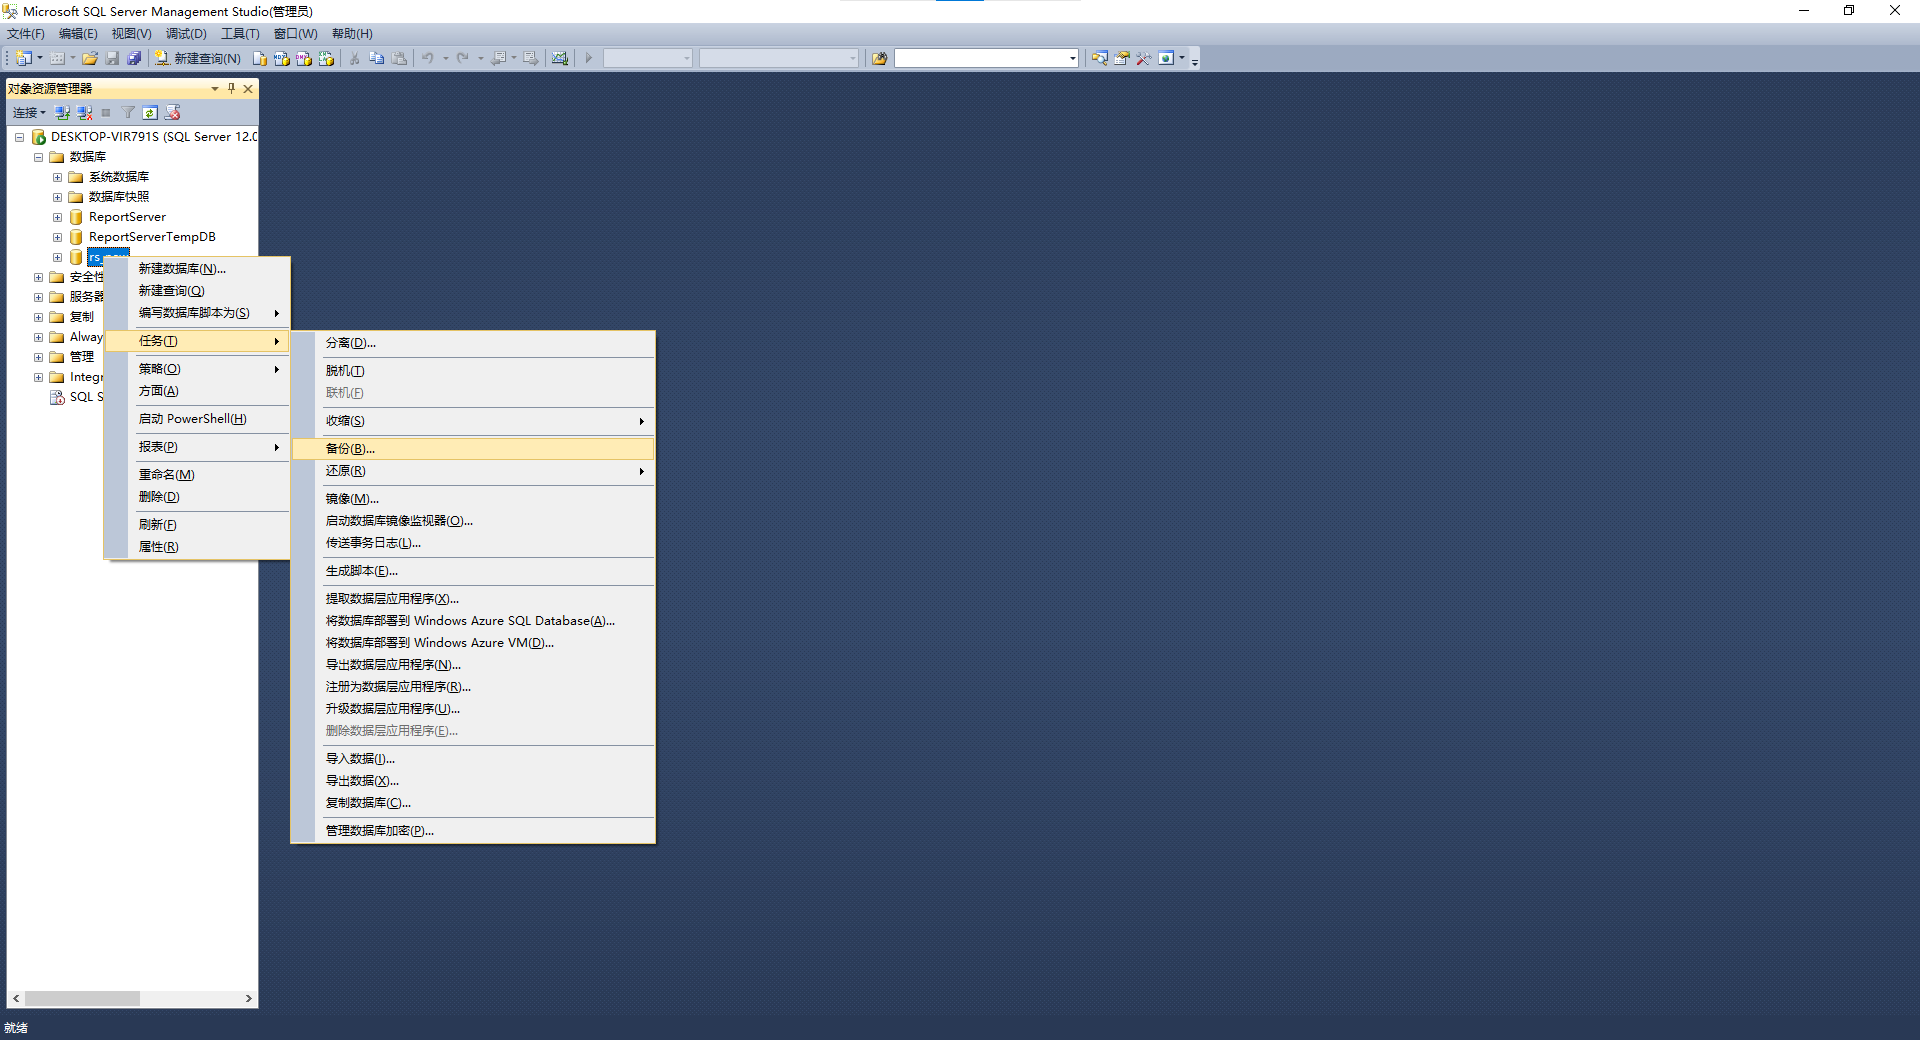 Microsoft SQL Server Management Studio(管理员)
文件(F) 编辑(E) 视图(V) 调试(D) 工具(T) 窗口(W) 帮助(H)
新建查询(N)
对象资源管理器
连接
DESKTOP-VIR791S (SQL Server 12.0
数据库
系统数据库
数据库快照
ReportServer
ReportServerTempDB
安全性
服务器
复制
Alway
管理
Integr
SQL S
新建数据库(N)...
新建查询(Q)
编写数据库脚本为(S)
任务(T)
策略(O)
方面(A)
启动 PowerShell(H)
报表(P)
重命名(M)
删除(D)
刷新(F)
属性(R)
分离(D)...
脱机(T)
联机(F)
收缩(S)
备份(B)...
还原(R)
镜像(M)...
启动数据库镜像监视器(O)...
传送事务日志(L)...
生成脚本(E)...
提取数据层应用程序(X)...
将数据库部署到 Windows Azure SQL Database(A)...
将数据库部署到 Windows Azure VM(D)...
导出数据层应用程序(N)...
注册为数据层应用程序(R)...
升级数据层应用程序(U)...
删除数据层应用程序(E)...
导入数据(I)...
导出数据(X)...
复制数据库(C)...
管理数据库加密(P)...
就绪